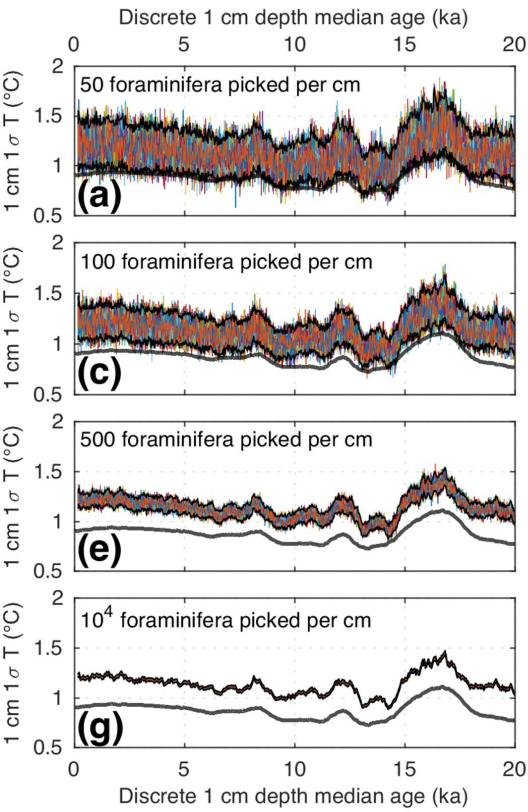 Discrete 1 cm depth median age (ka)
0 5 10 15 20
2
1.5
1
0.5
1 cm 1σ T (°C)
50 foraminifera picked per cm
(a)
2
1.5
1
0.5
1 cm 1σ T (°C)
100 foraminifera picked per cm
(c)
2
1.5
1
0.5
1 cm 1σ T (°C)
500 foraminifera picked per cm
(e)
2
1.5
1
0.5
1 cm 1σ T (°C)
10⁴ foraminifera picked per cm
(g)
0 5 10 15 20
Discrete 1 cm depth median age (ka)